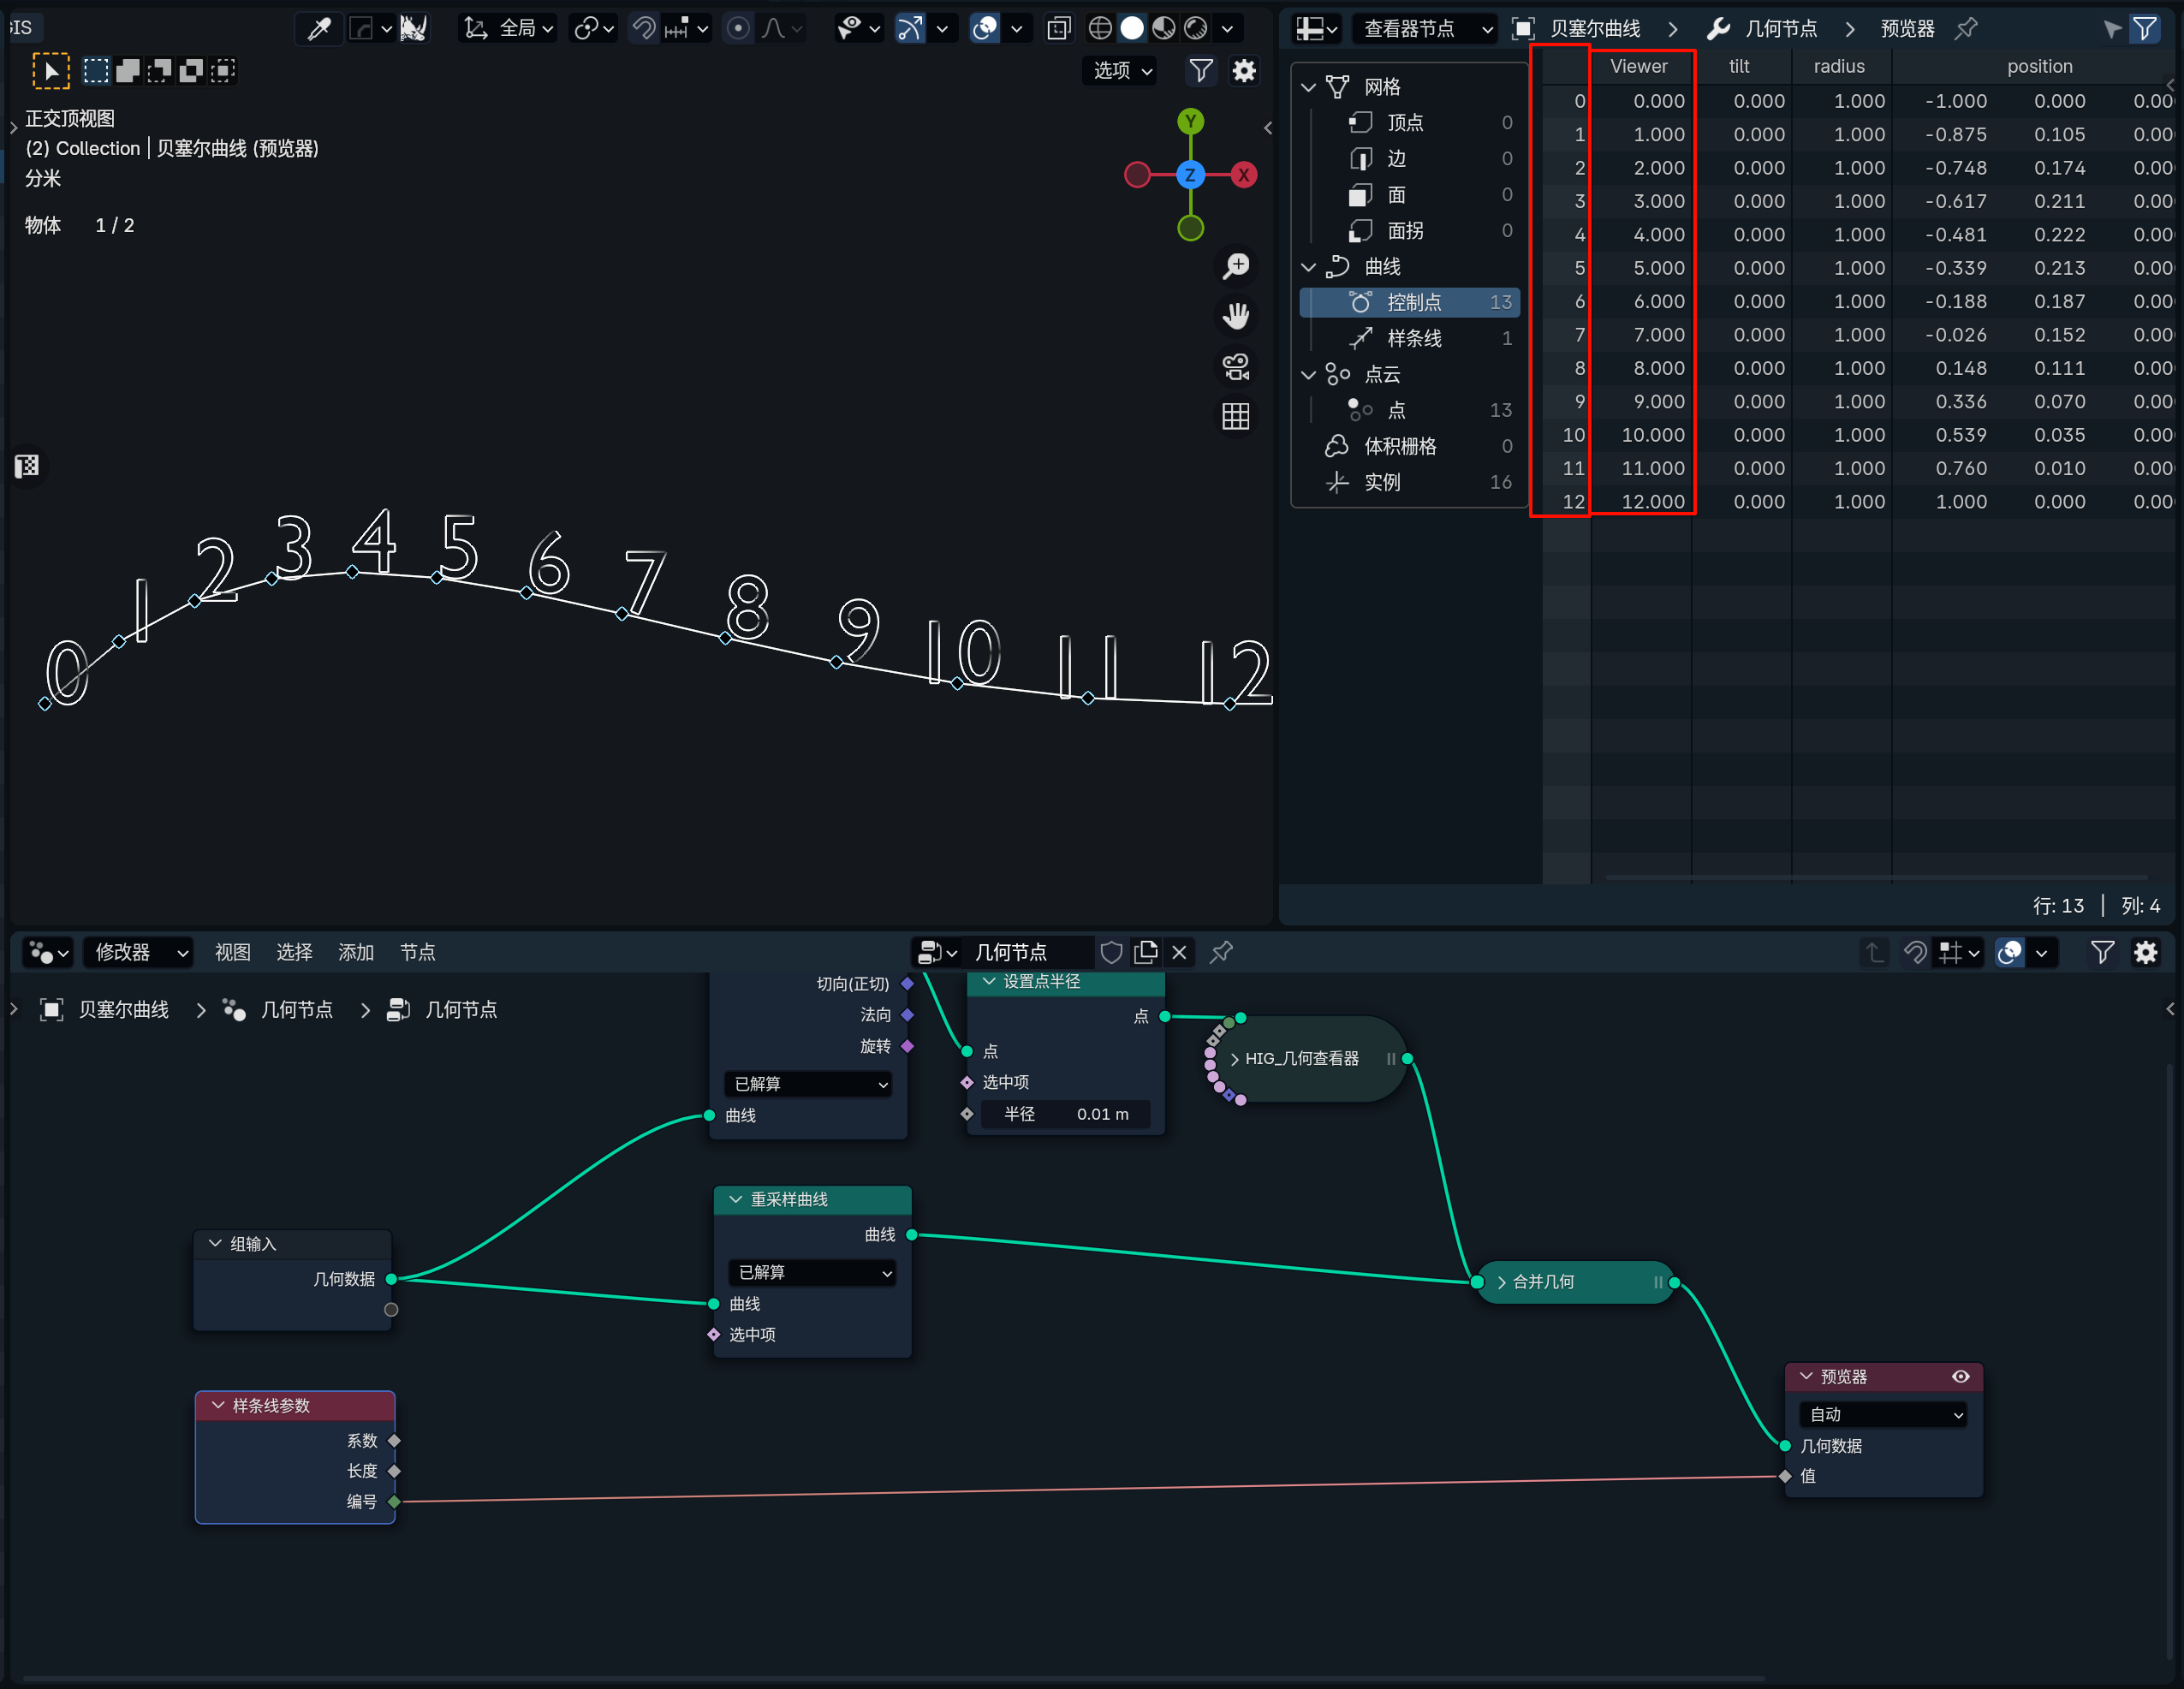 GIS
全局
选项
正交顶视图
(2) Collection | 贝塞尔曲线 (预览器)
分米
物体 1 / 2
Y
Z
X
0 1 2 3 4 5 6 7 8 9 10 11 12
查看器节点
贝塞尔曲线 > 几何节点 > 预览器
网格
顶点 0
边 0
面 0
面拐 0
曲线
控制点 13
样条线 1
点云
点 13
体积栅格 0
实例 16
Viewer tilt radius position
0 0.000 0.000 1.000 -1.000 0.000 0.00
1 1.000 0.000 1.000 -0.875 0.105 0.00
2 2.000 0.000 1.000 -0.748 0.174 0.00
3 3.000 0.000 1.000 -0.617 0.211 0.00
4 4.000 0.000 1.000 -0.481 0.222 0.00
5 5.000 0.000 1.000 -0.339 0.213 0.00
6 6.000 0.000 1.000 -0.188 0.187 0.00
7 7.000 0.000 1.000 -0.026 0.152 0.00
8 8.000 0.000 1.000 0.148 0.111 0.00
9 9.000 0.000 1.000 0.336 0.070 0.00
10 10.000 0.000 1.000 0.539 0.035 0.00
11 11.000 0.000 1.000 0.760 0.010 0.00
12 12.000 0.000 1.000 1.000 0.000 0.00
行: 13 | 列: 4
修改器 视图 选择 添加 节点
几何节点
贝塞尔曲线 > 几何节点 > 几何节点
切向(正切)
法向
旋转
已解算
曲线
设置点半径
点
点
选中项
半径 0.01 m
HIG_几何查看器
重采样曲线
曲线
已解算
曲线
选中项
组输入
几何数据
合并几何
样条线参数
系数
长度
编号
预览器
自动
几何数据
值